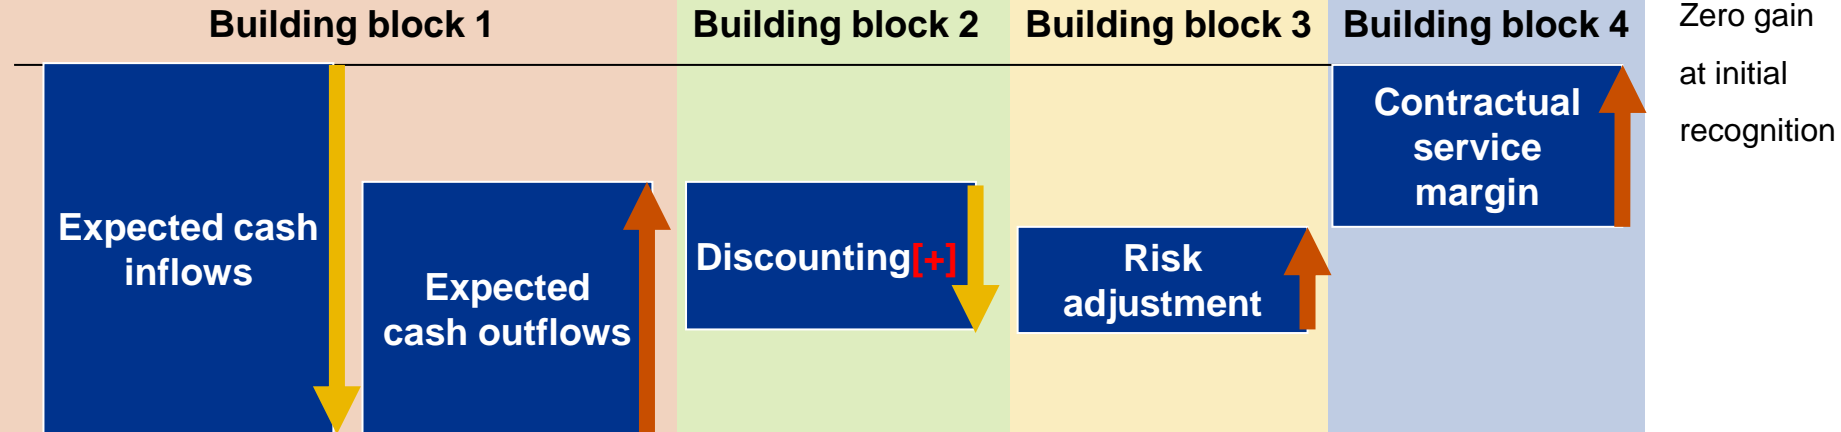 Building block 1
Building block 2
Building block 3
Building block 4
Zero gain
at initial
recognition
Expected cash
inflows
Expected
cash outflows
Discounting[+]
Risk
adjustment
Contractual
service
margin